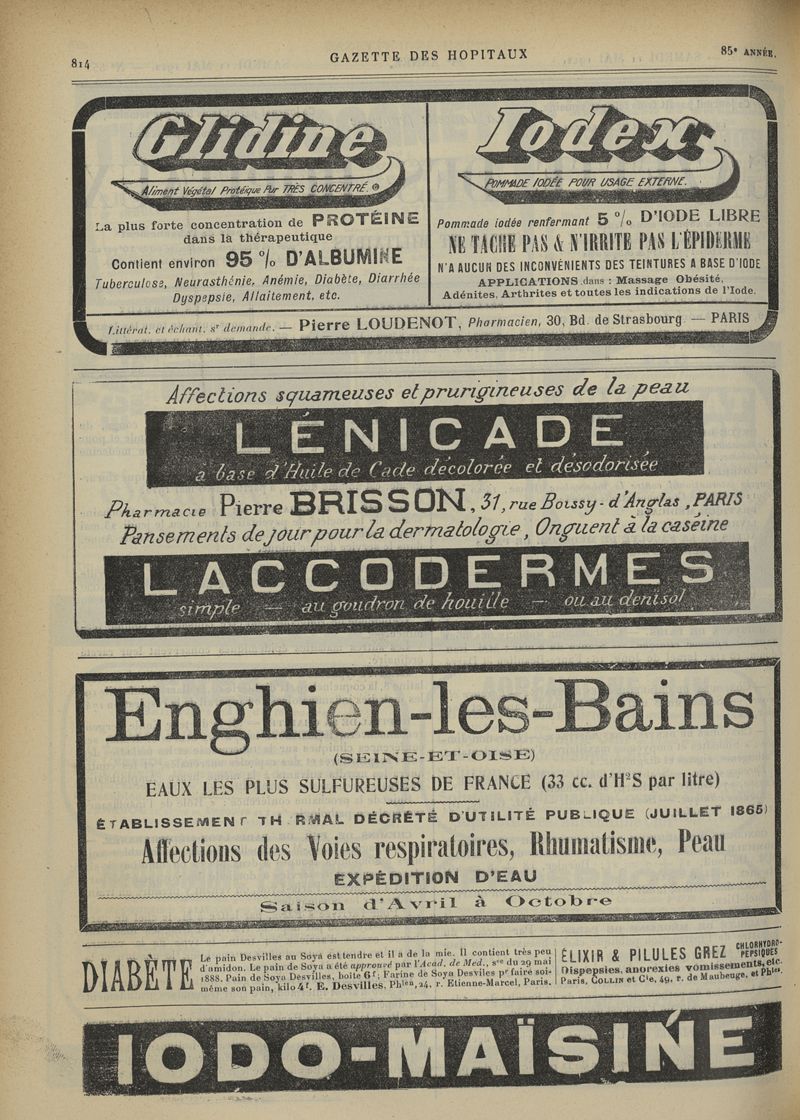 814
GAZETTE DES HOPITAUX
85e ANNÉE.
Glidine
Aliment Végétal Protéique Pur TRÈS CONCENTRÉ.
La plus forte concentration de PROTÉINE
dans la thérapeutique
Contient environ 95 % D'ALBUMINE
Tuberculose, Neurasthénie, Anémie, Diabète, Diarrhée
Dyspepsie, Allaitement, etc.
Iodex
POMMADE IODÉE POUR USAGE EXTERNE.
Pommade iodée renfermant 5 % D'IODE LIBRE
NE TACHE PAS & N'IRRITE PAS L'ÉPIDERME
N'A AUCUN DES INCONVÉNIENTS DES TEINTURES A BASE D'IODE
APPLICATIONS dans : Massage Obésité,
Adénites, Arthrites et toutes les indications de l'Iode.
Littérat. et échant. sr demande. — Pierre LOUDENOT, Pharmacien, 30, Bd. de Strasbourg — PARIS
Affections squameuses et prurigineuses de la peau
LÉNICADE
à base d'Huile de Cade décolorée et désodorisée
Pharmacie Pierre BRISSON, 31, rue Boissy-d'Anglas, PARIS
Pansements de jour pour la dermatologie, Onguent à la caséine
LACCODERMES
simple — au goudron de houille — ou au denisol
Enghien-les-Bains
(SEINE-ET-OISE)
EAUX LES PLUS SULFUREUSES DE FRANCE (33 cc. d'H2S par litre)
ÉTABLISSEMENT TH RMAL DÉCRÉTÉ D'UTILITÉ PUBLIQUE (JUILLET 1865)
Affections des Voies respiratoires, Rhumatisme, Peau
EXPÉDITION D'EAU
Saison d'Avril à Octobre
DIABÈTE
Le pain Desvilles au Soya est tendre et il a de la mie. Il contient très peu
d'amidon. Le pain de Soya a été approuvé par l'Acad. de Med., sce du 29 mai
1888. Pain de Soya Desvilles, boîte 6f; Farine de Soya Desviles pr faire soi-
même son pain, kilo 4f. E. Desvilles, Phien, 24, r. Etienne-Marcel, Paris.
ÉLIXIR & PILULES GREZ CHLORHYDRO-PEPSIQUES
Dispepsies, anorexies vomissements, etc.
Paris, COLLIN et Cie, 49, r. de Maubeuge, et Phies.
IODO-MAÏSINE